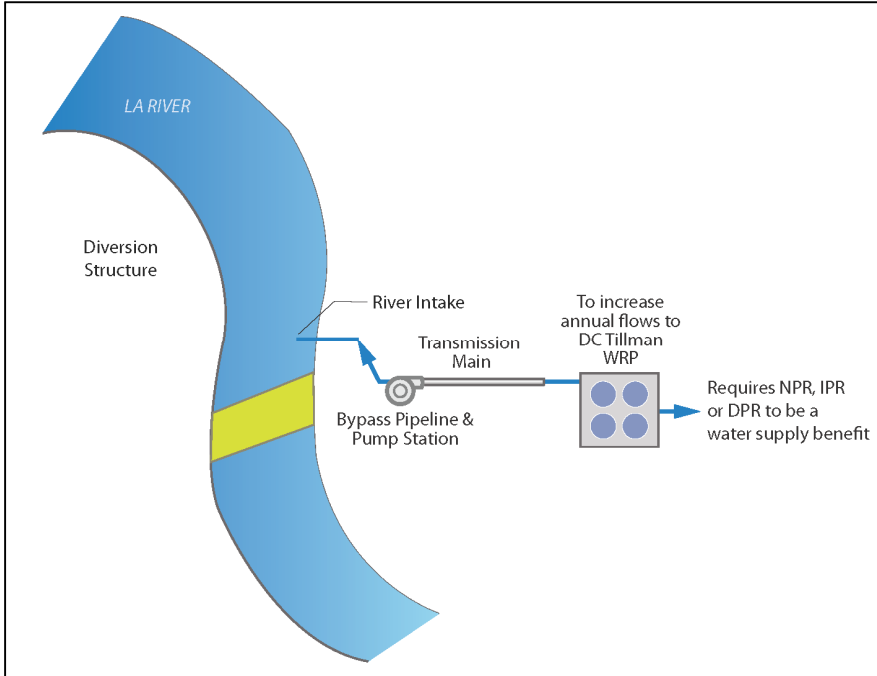 LA RIVER
Diversion
Structure
River Intake
Transmission
Main
To increase
annual flows to
DC Tillman
WRP
Bypass Pipeline &
Pump Station
Requires NPR, IPR
or DPR to be a
water supply benefit